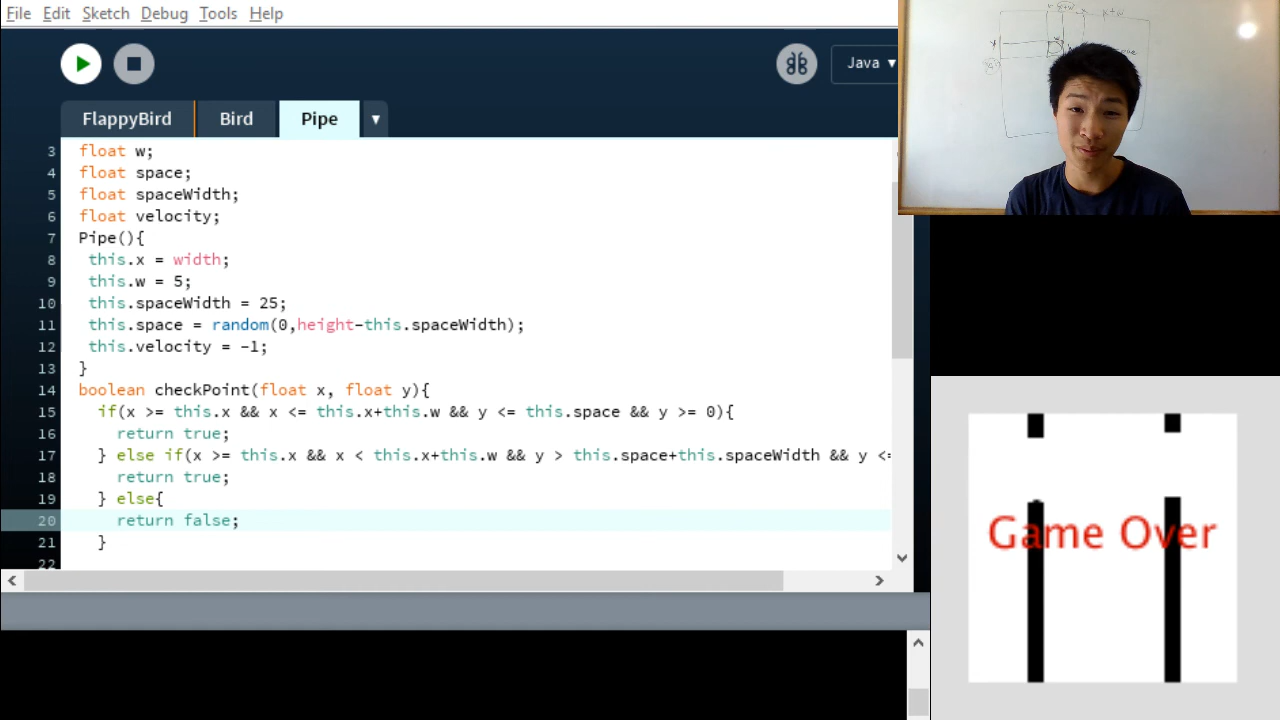 File Edit Sketch Debug Tools Help
Java ▾
FlappyBird Bird Pipe ▼
3 float w;
4 float space;
5 float spaceWidth;
6 float velocity;
7 Pipe(){
8 this.x = width;
9 this.w = 5;
10 this.spaceWidth = 25;
11 this.space = random(0,height-this.spaceWidth);
12 this.velocity = -1;
13 }
14 boolean checkPoint(float x, float y){
15 if(x >= this.x && x <= this.x+this.w && y <= this.space && y >= 0){
16 return true;
17 } else if(x >= this.x && x < this.x+this.w && y > this.space+this.spaceWidth && y <=
18 return true;
19 } else{
20 return false;
21 }
22
Game Over